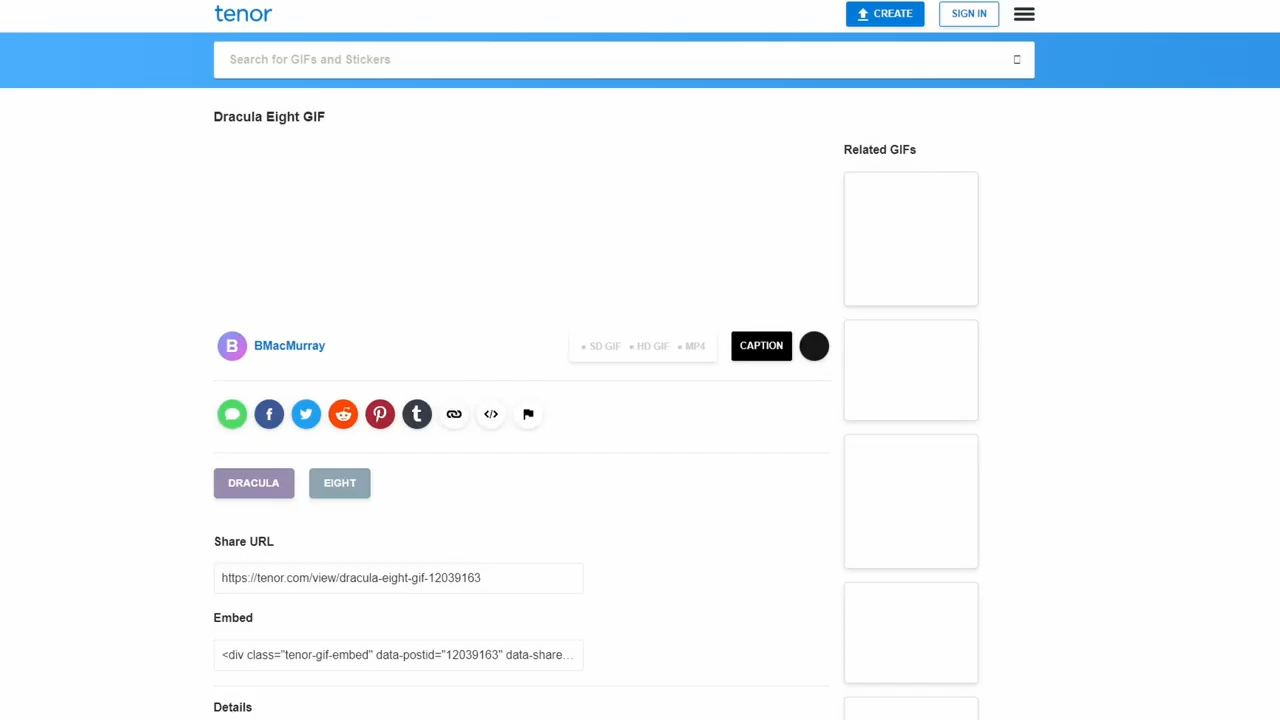 tenor
CREATE
SIGN IN
Search for GIFs and Stickers
Dracula Eight GIF
Related GIFs
B
BMacMurray
● SD GIF ● HD GIF ● MP4
CAPTION
DRACULA
EIGHT
Share URL
https://tenor.com/view/dracula-eight-gif-12039163
Embed
<div class="tenor-gif-embed" data-postid="12039163" data-share...
Details